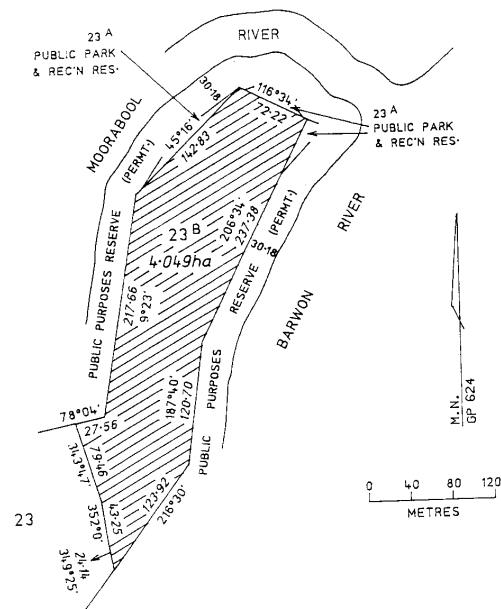 23 A
PUBLIC PARK
& REC'N RES.
RIVER
MOORABOOL
30·18
116°34'
72·22
23 A
PUBLIC PARK
& REC'N RES.
45°16'
142·83
(PERMT.)
PUBLIC PURPOSES RESERVE
23 B
4·049ha
206°34'
237·38
30·18
PUBLIC PURPOSES RESERVE (PERMT.)
RIVER
BARWON
217·66
9°23'
187°40'
120·70
78°04'
27·56
79·46
343°47'
43·25
352°0'
123·92
216°30'
24·14
349°25'
23
M.N.
GP 624
0 40 80 120
METRES